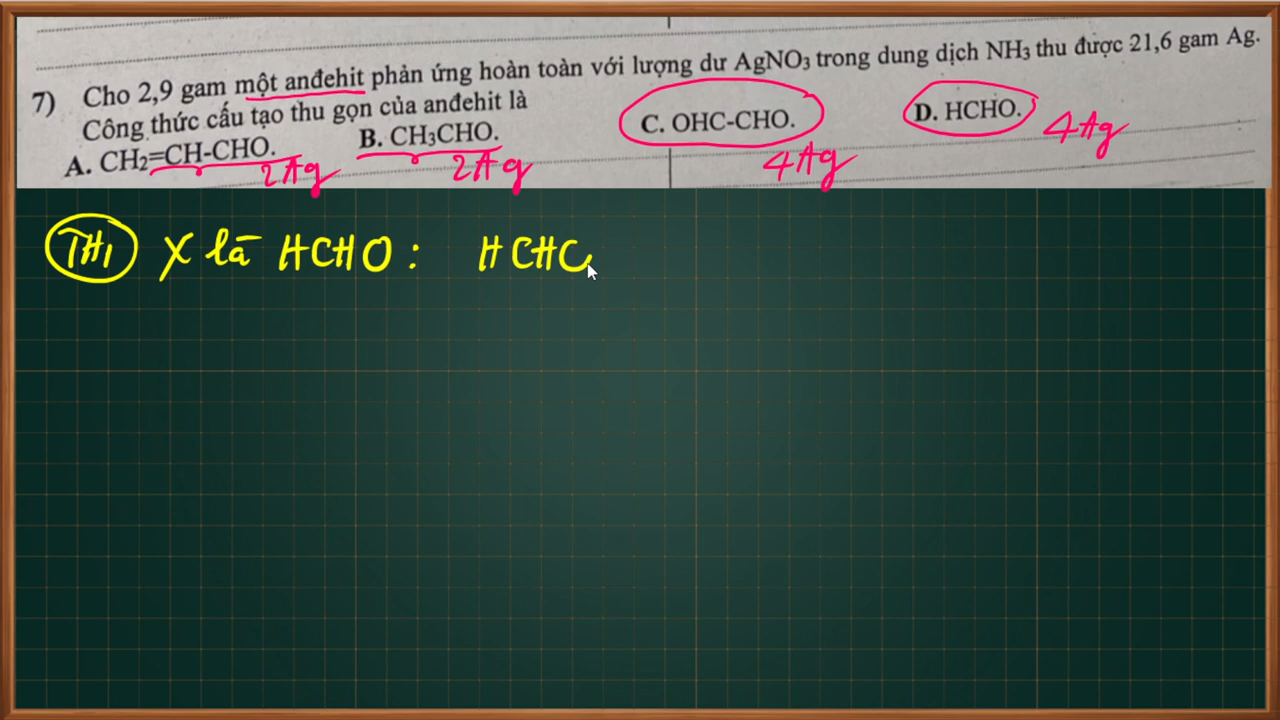 7) Cho 2,9 gam một anđehit phản ứng hoàn toàn với lượng dư AgNO3 trong dung dịch NH3 thu được 21,6 gam Ag.
Công thức cấu tạo thu gọn của anđehit là
A. CH2=CH-CHO. B. CH3CHO. C. OHC-CHO. D. HCHO.
2Ag 2Ag 4Ag 4Ag
TH1 X là HCHO : HCHC